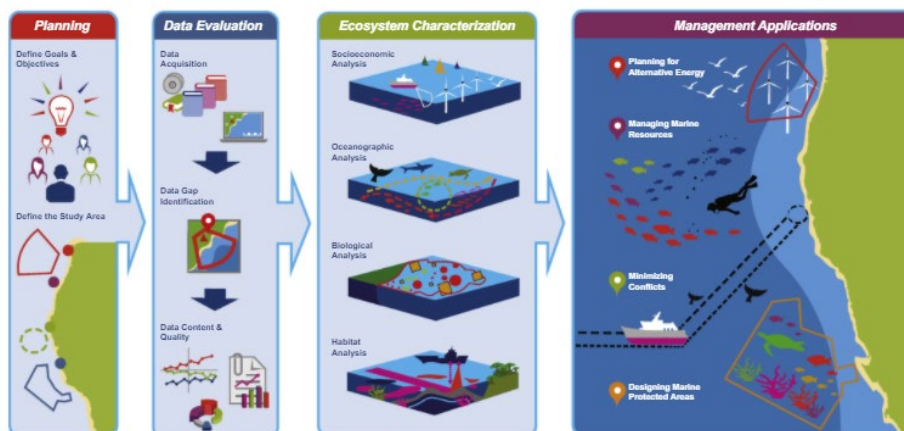 Planning
Define Goals &
Objectives
Define the Study Area
Data Evaluation
Data
Acquisition
Data Gap
Identification
Data Content &
Quality
Ecosystem Characterization
Socioeconomic
Analysis
Oceanographic
Analysis
Biological
Analysis
Habitat
Analysis
Management Applications
Planning for
Alternative Energy
Managing Marine
Resources
Minimizing
Conflicts
Designing Marine
Protected Areas